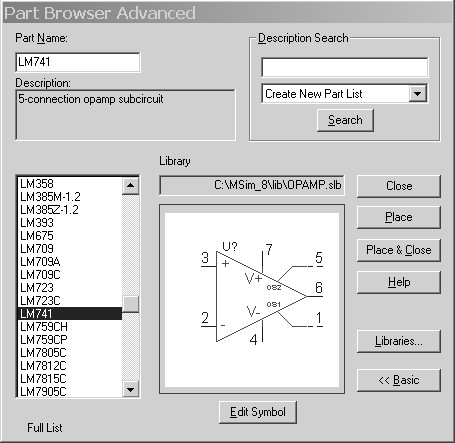 Part Browser Advanced
Part Name:
LM741
Description:
5-connection opamp subcircuit
Description Search
Create New Part List
Search
Library
C:\MSim_8\lib\OPAMP.slb
LM358
LM385M-1.2
LM385Z-1.2
LM393
LM675
LM709
LM709A
LM709C
LM723
LM723C
LM741
LM759CH
LM759CP
LM7805C
LM7812C
LM7815C
LM7905C
Full List
U?
3
+
7
V+
5
OS2
6
OS1
2
-
V-
1
4
Edit Symbol
Close
Place
Place & Close
Help
Libraries...
<< Basic